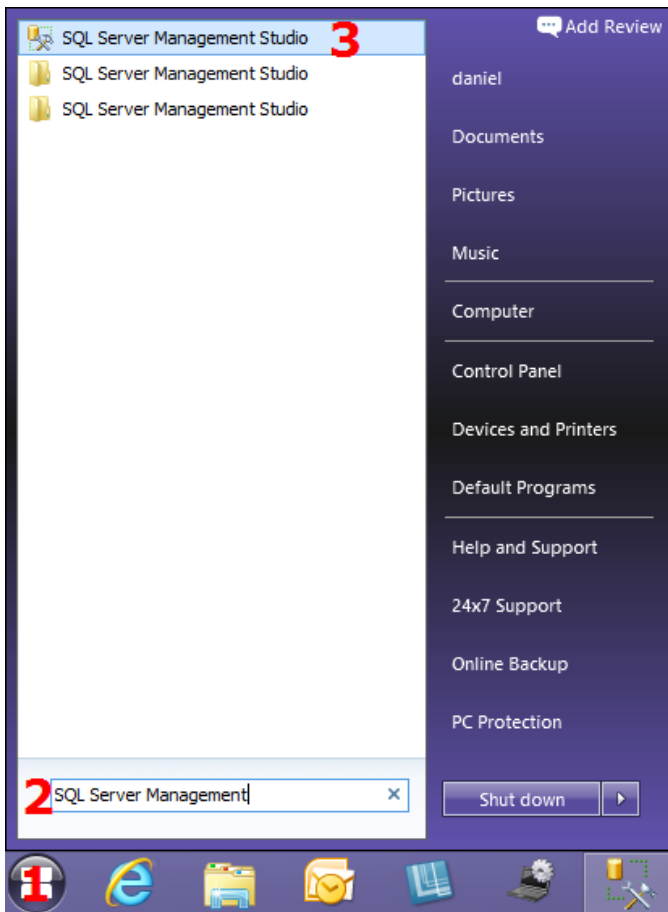 SQL Server Management Studio 3
SQL Server Management Studio
SQL Server Management Studio
Add Review
daniel
Documents
Pictures
Music
Computer
Control Panel
Devices and Printers
Default Programs
Help and Support
24x7 Support
Online Backup
PC Protection
2 SQL Server Management
Shut down
1